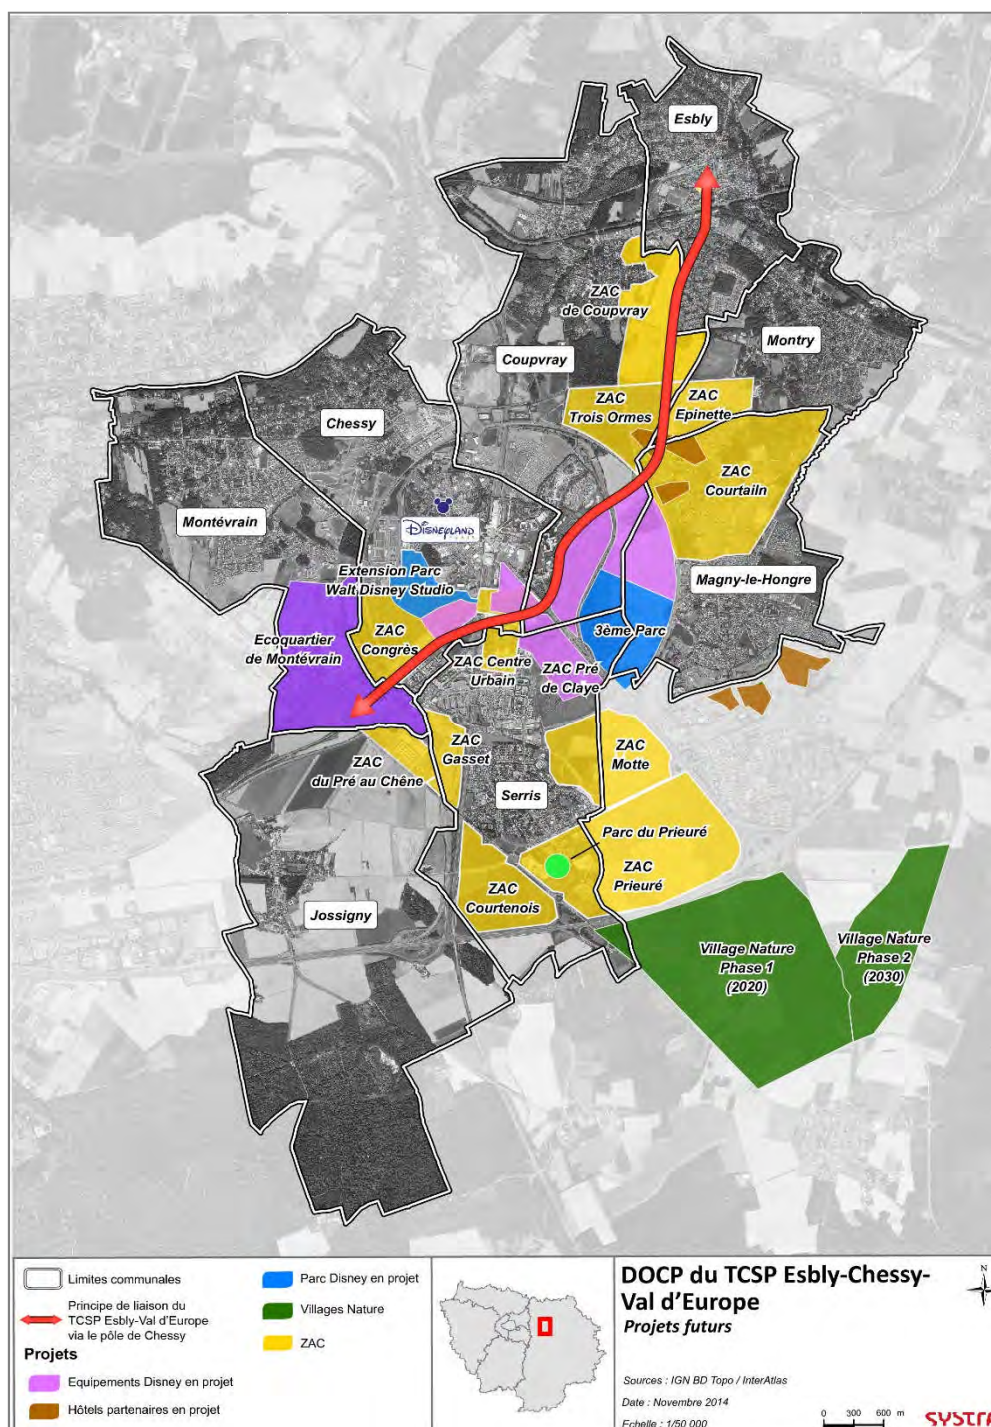 Esbly
ZAC
de Coupvray
Montry
Coupvray
Chessy
ZAC
Trois Ormes
ZAC
Epinette
ZAC
Courtalin
Montévrain
DISNEYLAND
Magny-le-Hongre
Extension Parc
Walt Disney Studio
3ème Parc
Ecoquartier
de Montévrain
ZAC
Congrès
ZAC Centre
Urbain
ZAC Pré
de Claye
ZAC
Gasset
ZAC
Motte
ZAC
du Pré au Chêne
Serris
Parc du Prieuré
ZAC
Prieuré
ZAC
Courtenois
Jossigny
Village Nature
Phase 1
(2020)
Village Nature
Phase 2
(2030)
Limites communales
Principe de liaison du
TCSP Esbly-Val d'Europe
via le pôle de Chessy
Projets
Equipements Disney en projet
Hôtels partenaires en projet
Parc Disney en projet
Villages Nature
ZAC
DOCP du TCSP Esbly-Chessy-
Val d'Europe
Projets futurs
N
Sources : IGN BD Topo / InterAtlas
Date : Novembre 2014
Echelle : 1/50 000
0 300 600 m
SYSTRA